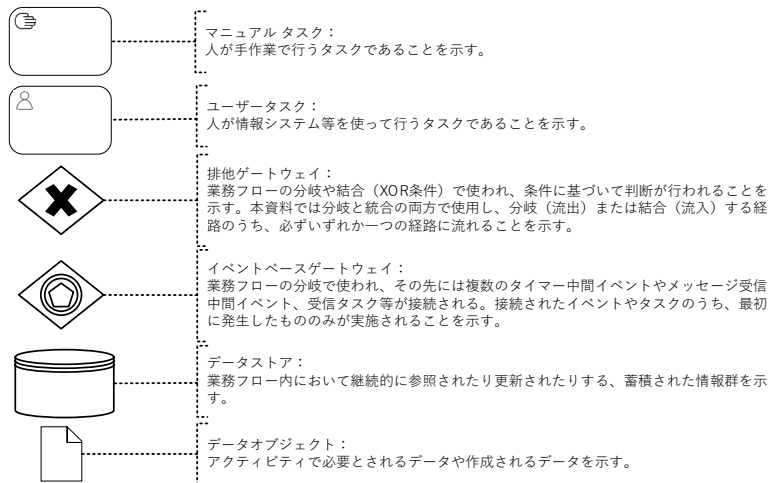 マニュアル タスク：
人が手作業で行うタスクであることを示す。
ユーザータスク：
人が情報システム等を使って行うタスクであることを示す。
排他ゲートウェイ：
業務フローの分岐や結合（XOR条件）で使われ、条件に基づいて判断が行われることを
示す。本資料では分岐と統合の両方で使用し、分岐（流出）または結合（流入）する経
路のうち、必ずいずれか一つの経路に流れることを示す。
イベントベースゲートウェイ：
業務フローの分岐で使われ、その先には複数のタイマー中間イベントやメッセージ受信
中間イベント、受信タスク等が接続される。接続されたイベントやタスクのうち、最初
に発生したもののみが実施されることを示す。
データストア：
業務フロー内において継続的に参照されたり更新されたりする、蓄積された情報群を示
す。
データオブジェクト：
アクティビティで必要とされるデータや作成されるデータを示す。